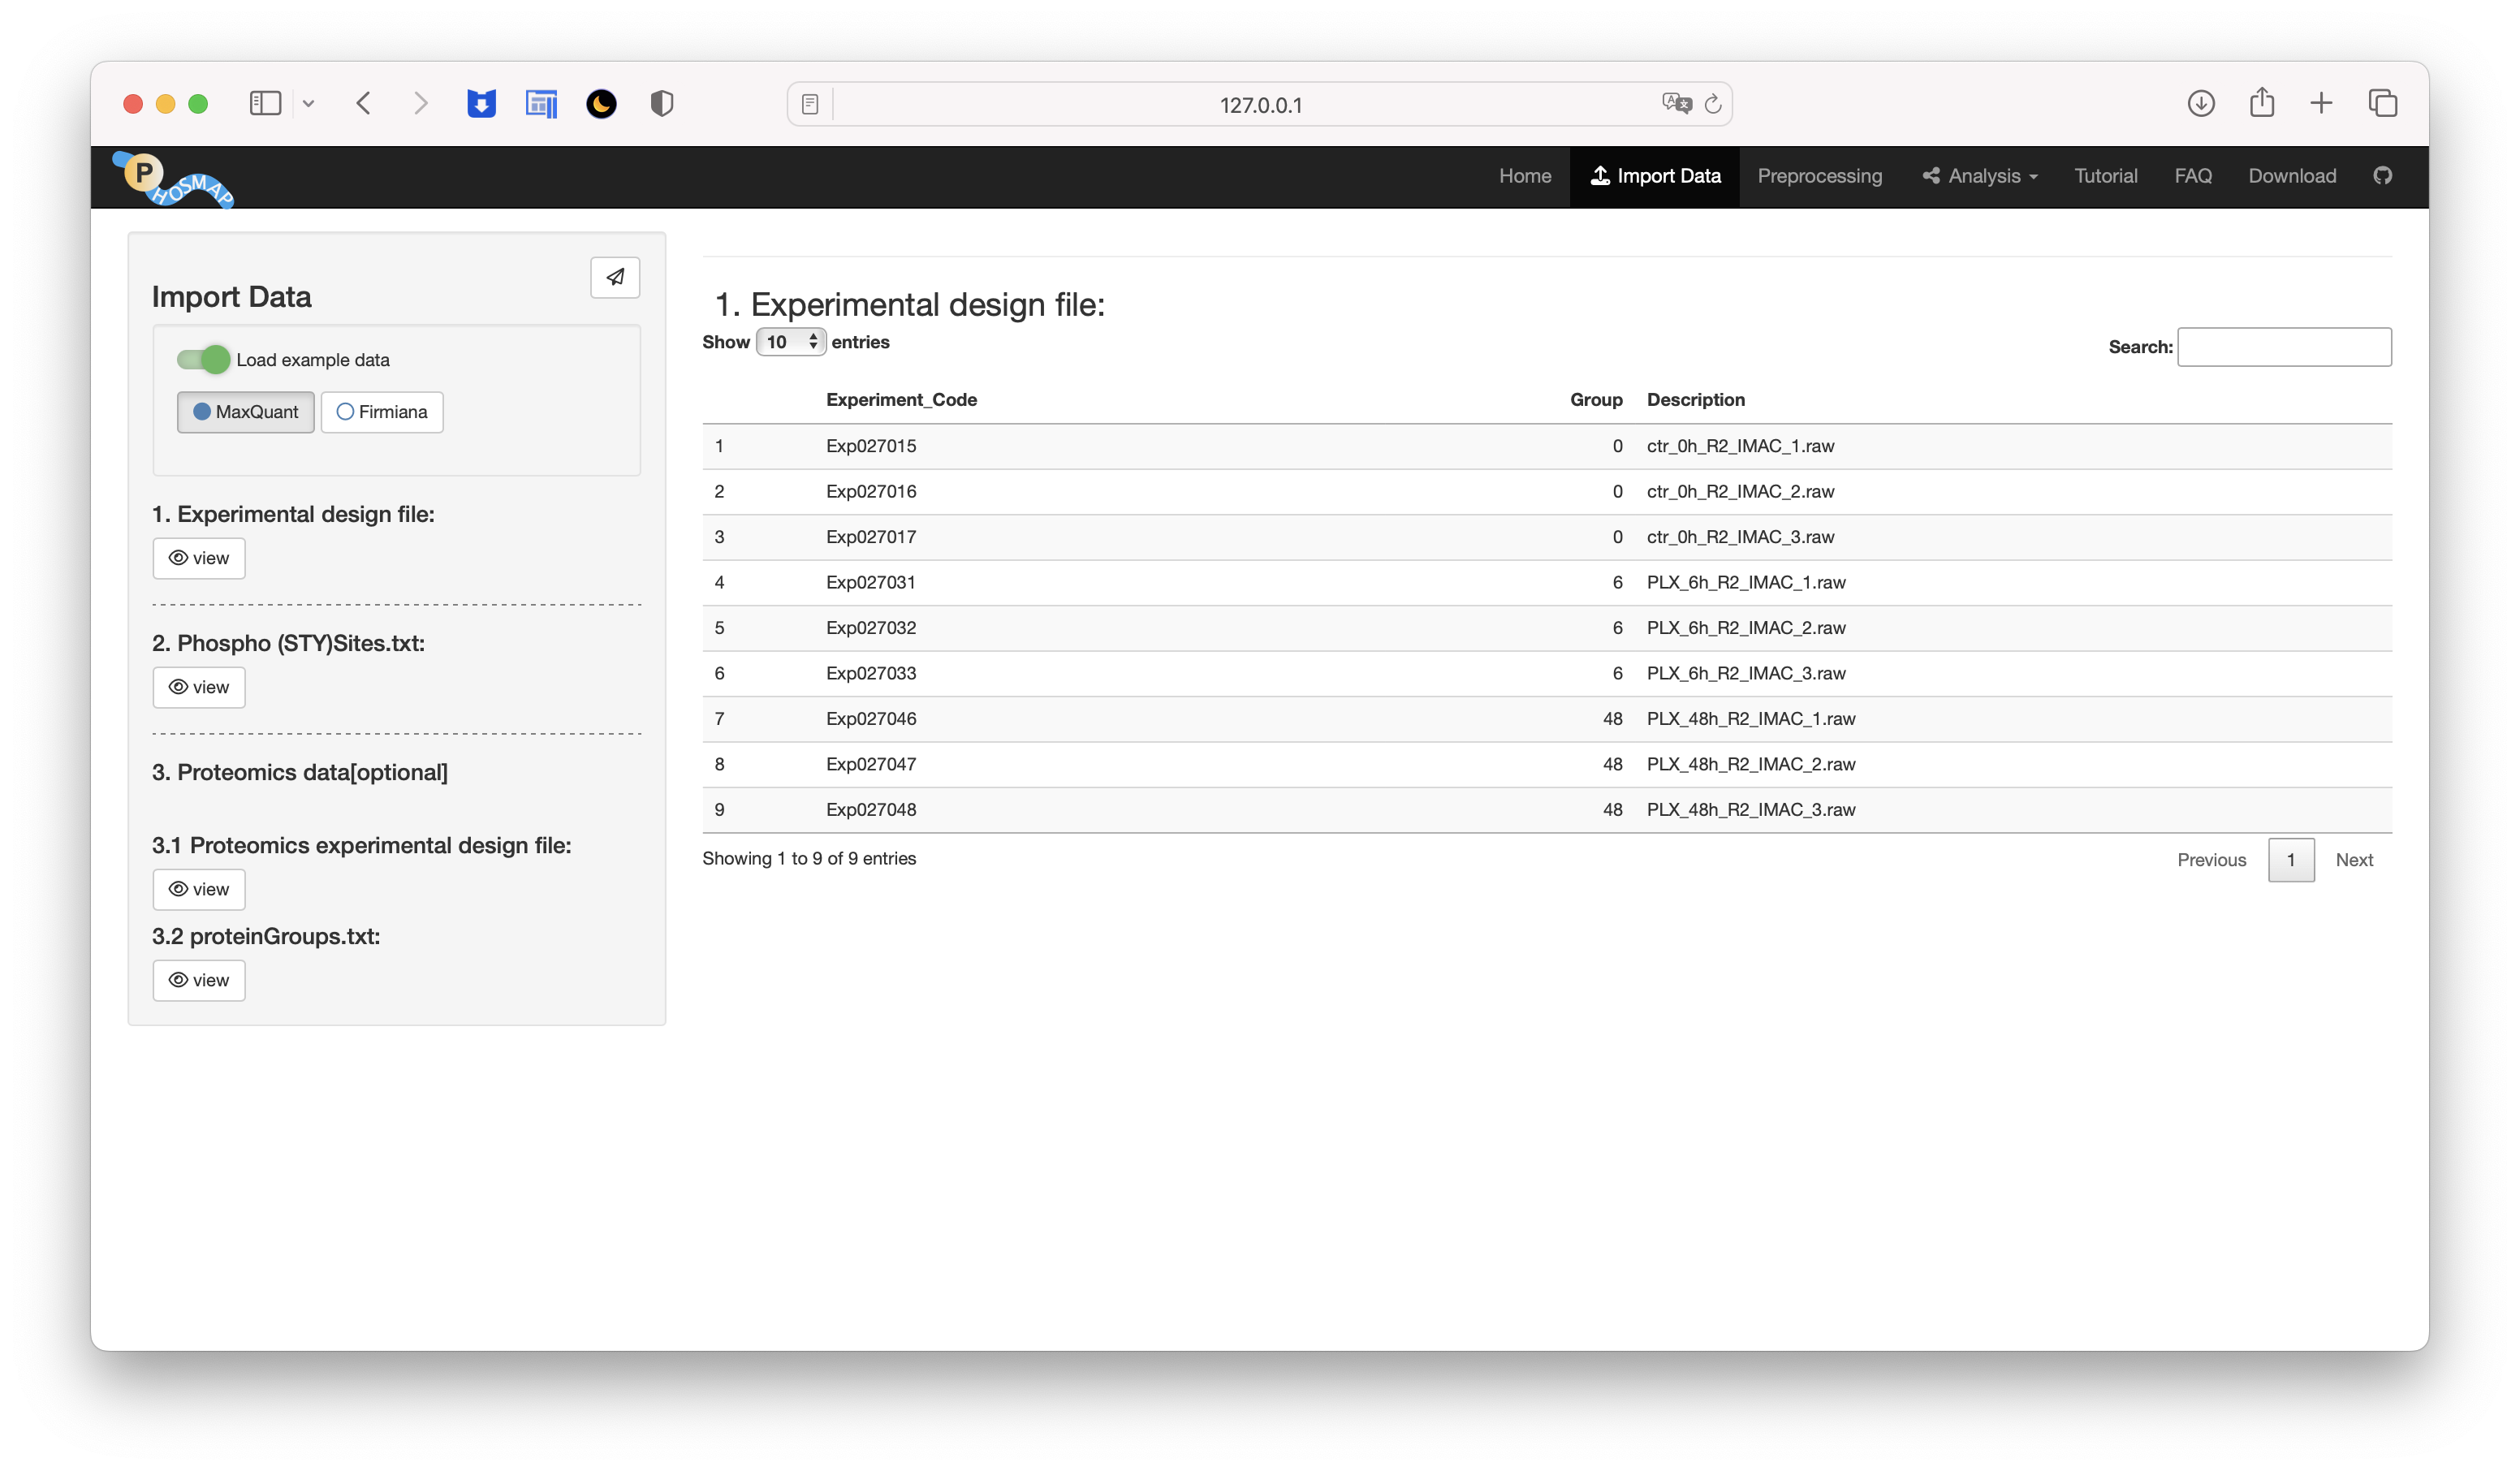 127.0.0.1
PHOSMAP
Home Import Data Preprocessing Analysis Tutorial FAQ Download
Import Data
Load example data
MaxQuant Firmiana
1. Experimental design file:
view
2. Phospho (STY)Sites.txt:
view
3. Proteomics data[optional]
3.1 Proteomics experimental design file:
view
3.2 proteinGroups.txt:
view
1. Experimental design file:
Show 10 entries
Search:
Experiment_Code Group Description
1 Exp027015 0 ctr_0h_R2_IMAC_1.raw
2 Exp027016 0 ctr_0h_R2_IMAC_2.raw
3 Exp027017 0 ctr_0h_R2_IMAC_3.raw
4 Exp027031 6 PLX_6h_R2_IMAC_1.raw
5 Exp027032 6 PLX_6h_R2_IMAC_2.raw
6 Exp027033 6 PLX_6h_R2_IMAC_3.raw
7 Exp027046 48 PLX_48h_R2_IMAC_1.raw
8 Exp027047 48 PLX_48h_R2_IMAC_2.raw
9 Exp027048 48 PLX_48h_R2_IMAC_3.raw
Showing 1 to 9 of 9 entries
Previous 1 Next